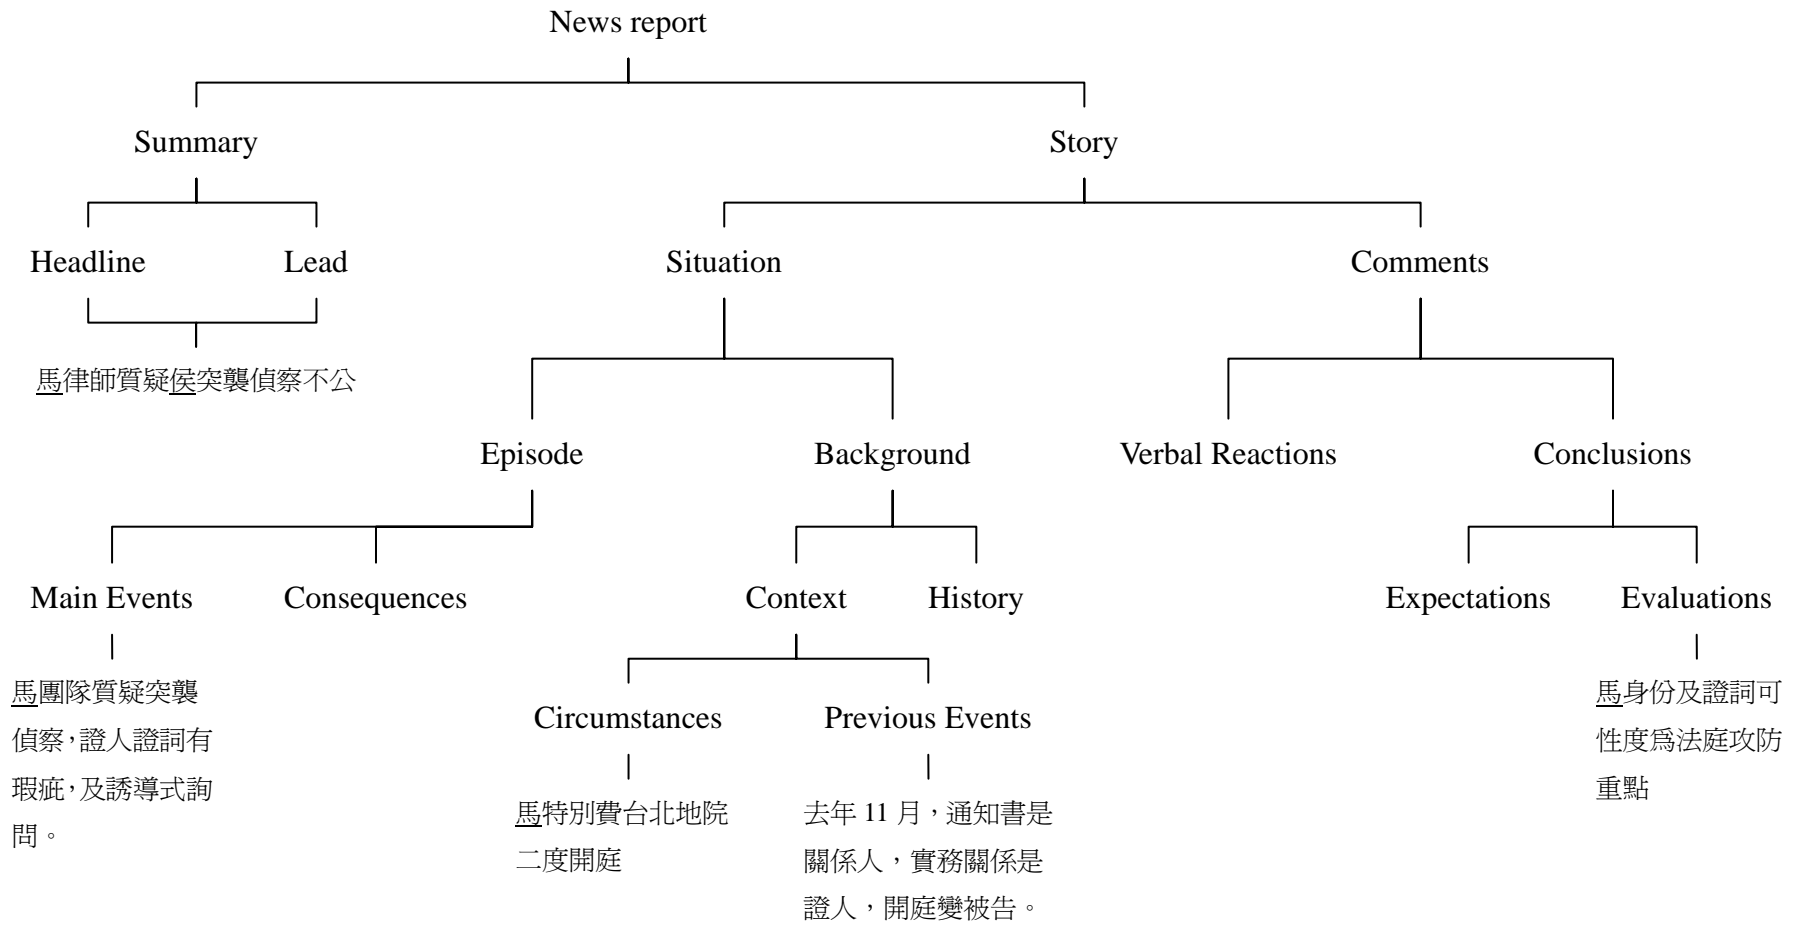 News report
Summary
Story
Headline
Lead
Situation
Comments
馬律師質疑侯突襲偵察不公
Episode
Background
Verbal Reactions
Conclusions
Main Events
Consequences
Context
History
Expectations
Evaluations
馬團隊質疑突襲
偵察，證人證詞有
瑕疵，及誘導式詢
問。
Circumstances
Previous Events
馬身份及證詞可
性度為法庭攻防
重點
馬特別費台北地院
二度開庭
去年 11 月，通知書是
關係人，實務關係是
證人，開庭變被告。